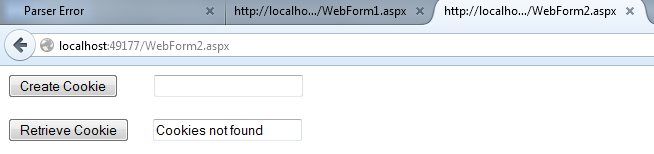 Parser Error × http://localho.../WebForm1.aspx × http://localho.../WebForm2.aspx ×
localhost:49177/WebForm2.aspx
Create Cookie
Retrieve Cookie Cookies not found